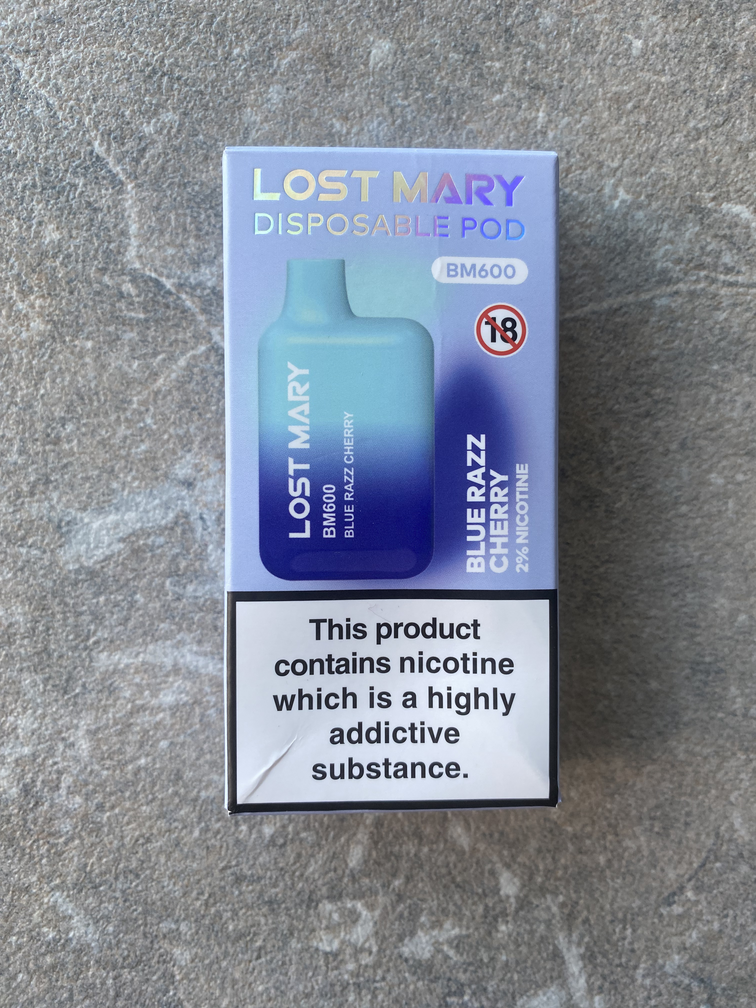 LOST MARY
DISPOSABLE POD
BM600
18
LOST MARY
BM600
BLUE RAZZ CHERRY
BLUE RAZZ
CHERRY
2% NICOTINE
This product
contains nicotine
which is a highly
addictive
substance.